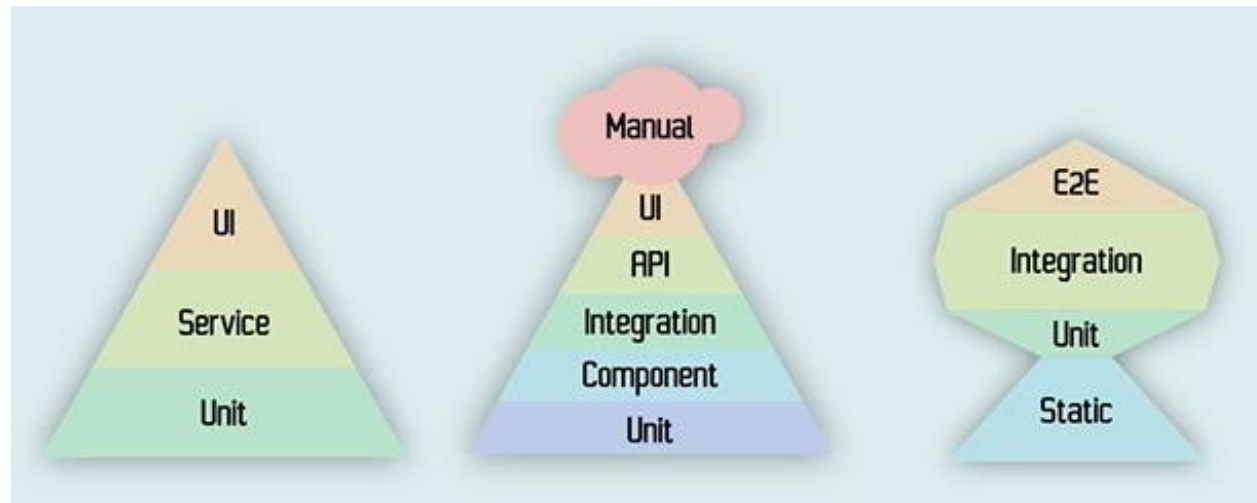 UI
Service
Unit
Manual
UI
API
Integration
Component
Unit
E2E
Integration
Unit
Static